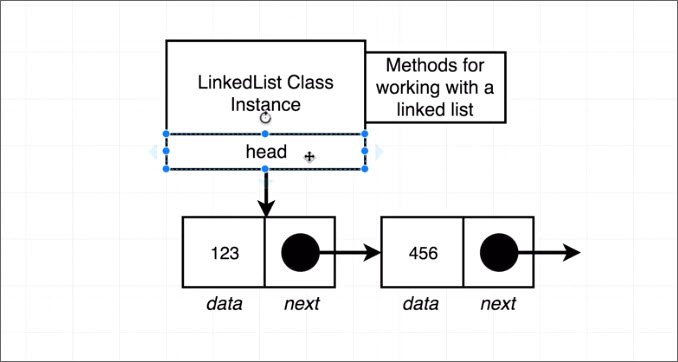 LinkedList Class
Instance
Methods for
working with a
linked list
head
123
456
data
next
data
next